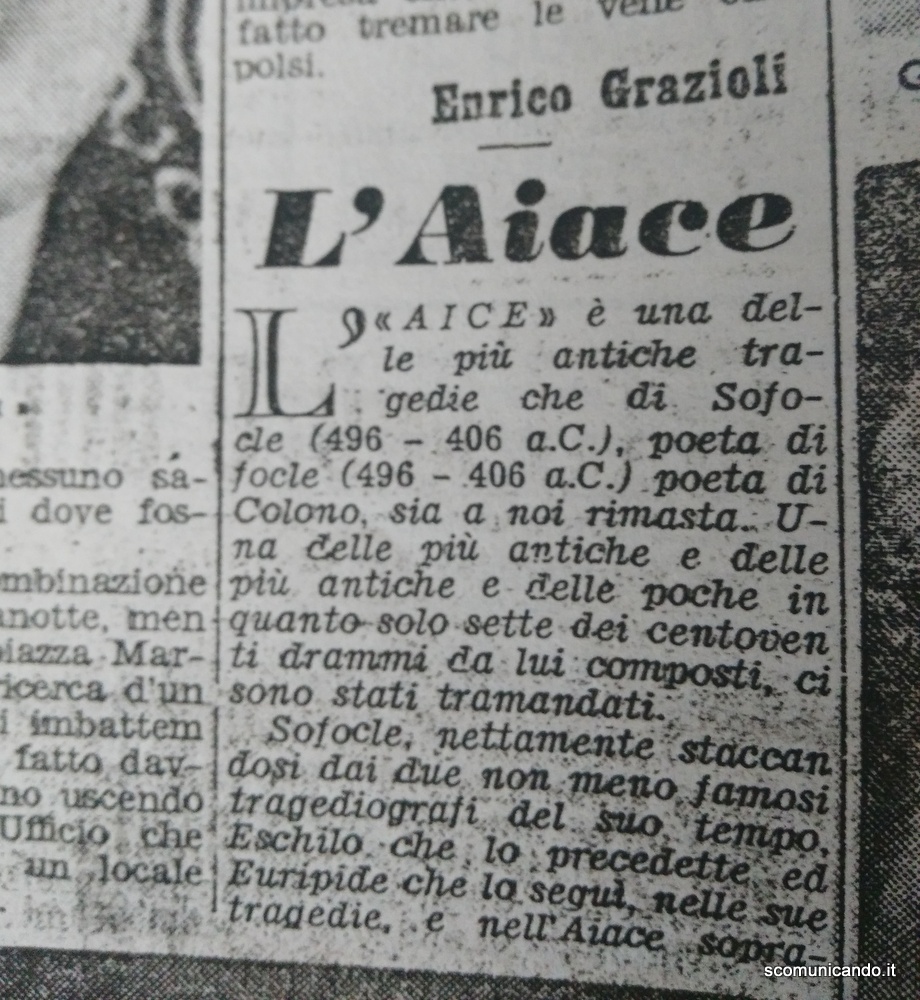 fatto tremare le vene
polsi.
Enrico Grazioli
L'Aiace
L'«AICE» è una del-
le più antiche tra-
gedie che di Sofo-
cle (496 - 406 a.C.), poeta di
focle (496 - 406 a.C.) poeta di
Colono, sia a noi rimasta. U-
na delle più antiche e delle
più antiche e delle poche in
quanto solo sette dei centoven
ti drammi da lui composti, ci
sono stati tramandati.
Sofocle, nettamente staccan
dosi dai due non meno famosi
tragediografi del suo tempo,
Eschilo che lo precedette ed
Euripide che lo seguì, nelle sue
tragedie, e nell'Aiace sopra-
nessuno sa-
i dove fos-
mbinazione
anotte, men
piazza Mar-
ricerca d'un
i imbattem
fatto dav-
no uscendo
Ufficio che
un locale
scomunicando.it